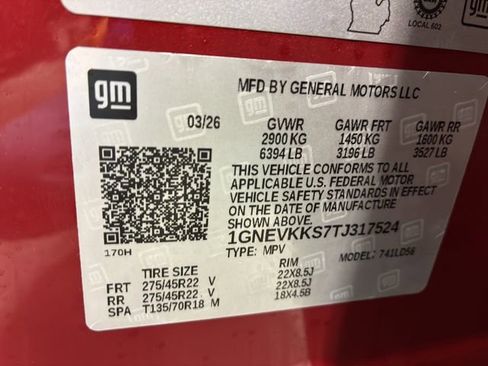 LOCAL 602
gm
gm
MFD BY GENERAL MOTORS LLC
03/26 GVWR GAWR FRT GAWR RR
2900 KG 1450 KG 1600 KG
6394 LB 3196 LB 3527 LB
THIS VEHICLE CONFORMS TO ALL
APPLICABLE U.S. FEDERAL MOTOR
VEHICLE SAFETY STANDARDS IN EFFECT
ON THE DATE OF MANUFACTURE
SHOWN ABOVE.
1GNEVKKS7TJ317524
170H TYPE: MPV MODEL: 741LD56
TIRE SIZE RIM
FRT 275/45R22 V 22X8.5J
RR 275/45R22 V 22X8.5J
SPA T135/70R18 M 18X4.5B